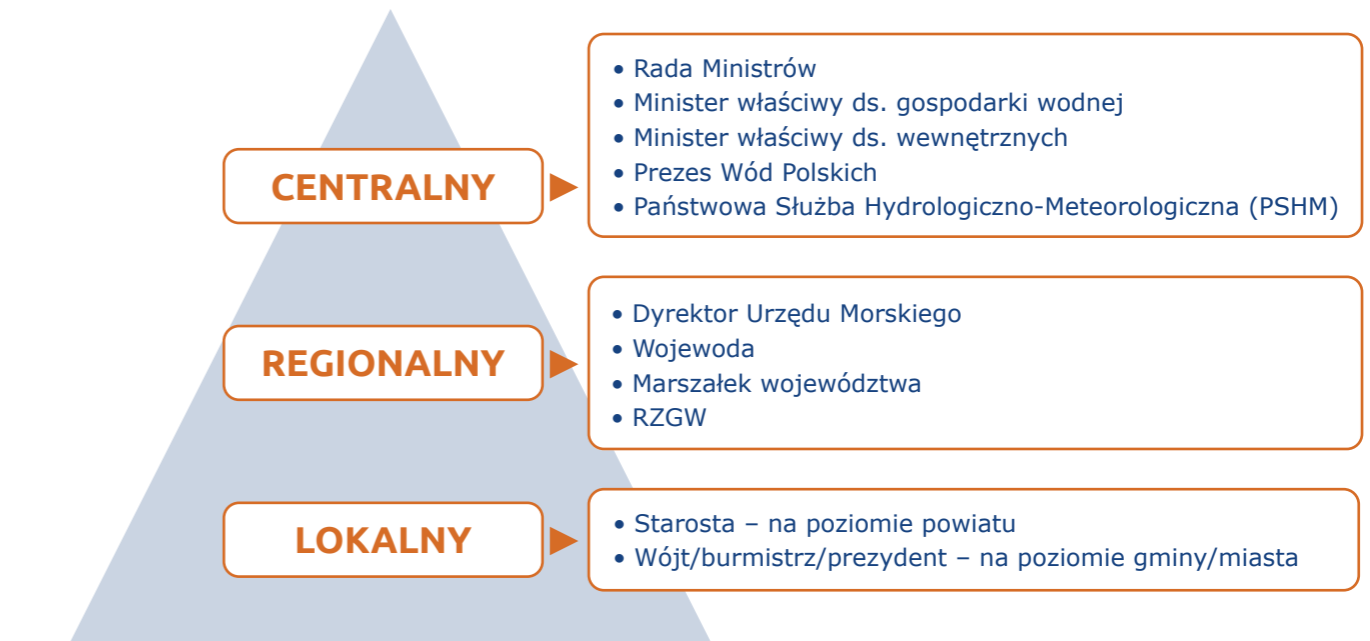 CENTRALNY
• Rada Ministrów
• Minister właściwy ds. gospodarki wodnej
• Minister właściwy ds. wewnętrznych
• Prezes Wód Polskich
• Państwowa Służba Hydrologiczno-Meteorologiczna (PSHM)
REGIONALNY
• Dyrektor Urzędu Morskiego
• Wojewoda
• Marszałek województwa
• RZGW
LOKALNY
• Starosta – na poziomie powiatu
• Wójt/burmistrz/prezydent – na poziomie gminy/miasta